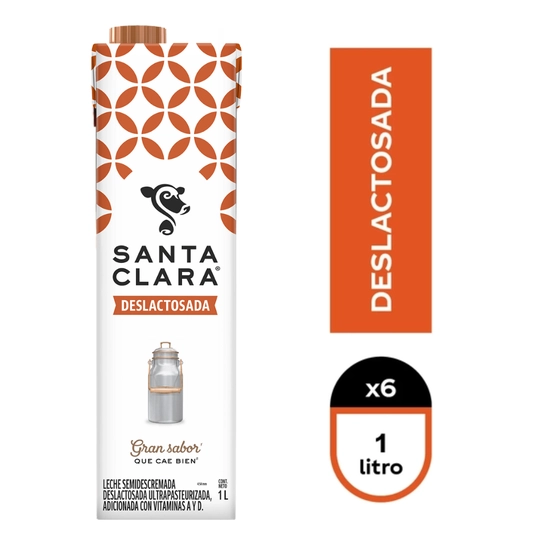 SANTA
CLARA®
DESLACTOSADA
Gran sabor
QUE CAE BIEN
LECHE SEMIDESCREMADA
DESLACTOSADA ULTRAPASTEURIZADA,
ADICIONADA CON VITAMINAS A Y D.
CONT.
NETO
1 L
DESLACTOSADA
x6
1
litro